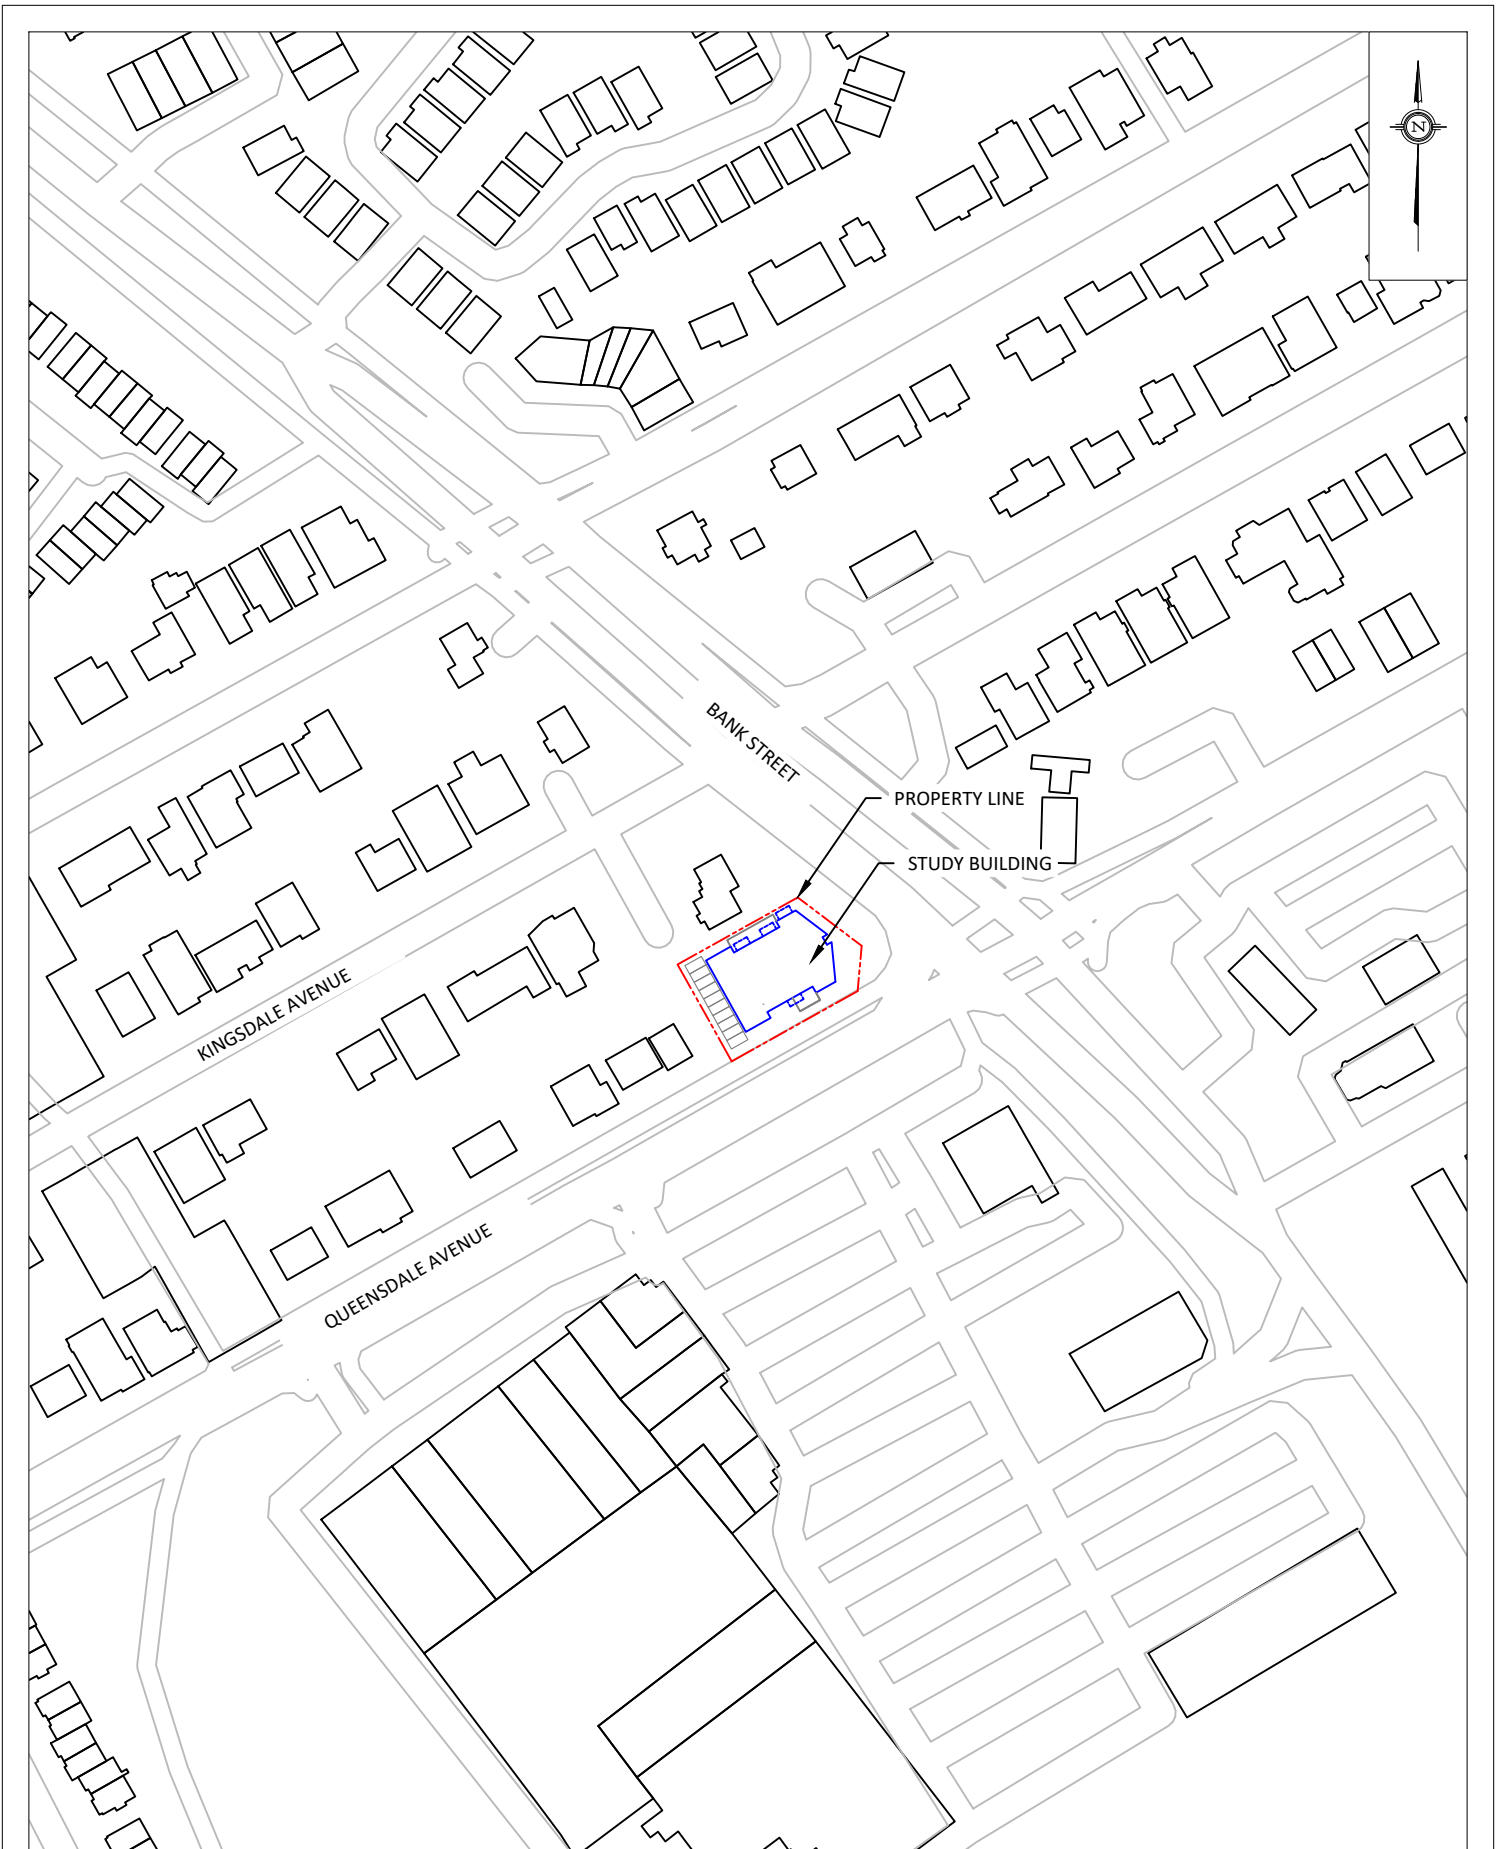 N
BANK STREET
PROPERTY LINE
STUDY BUILDING
KINGSDALE AVENUE
QUEENSDALE AVENUE